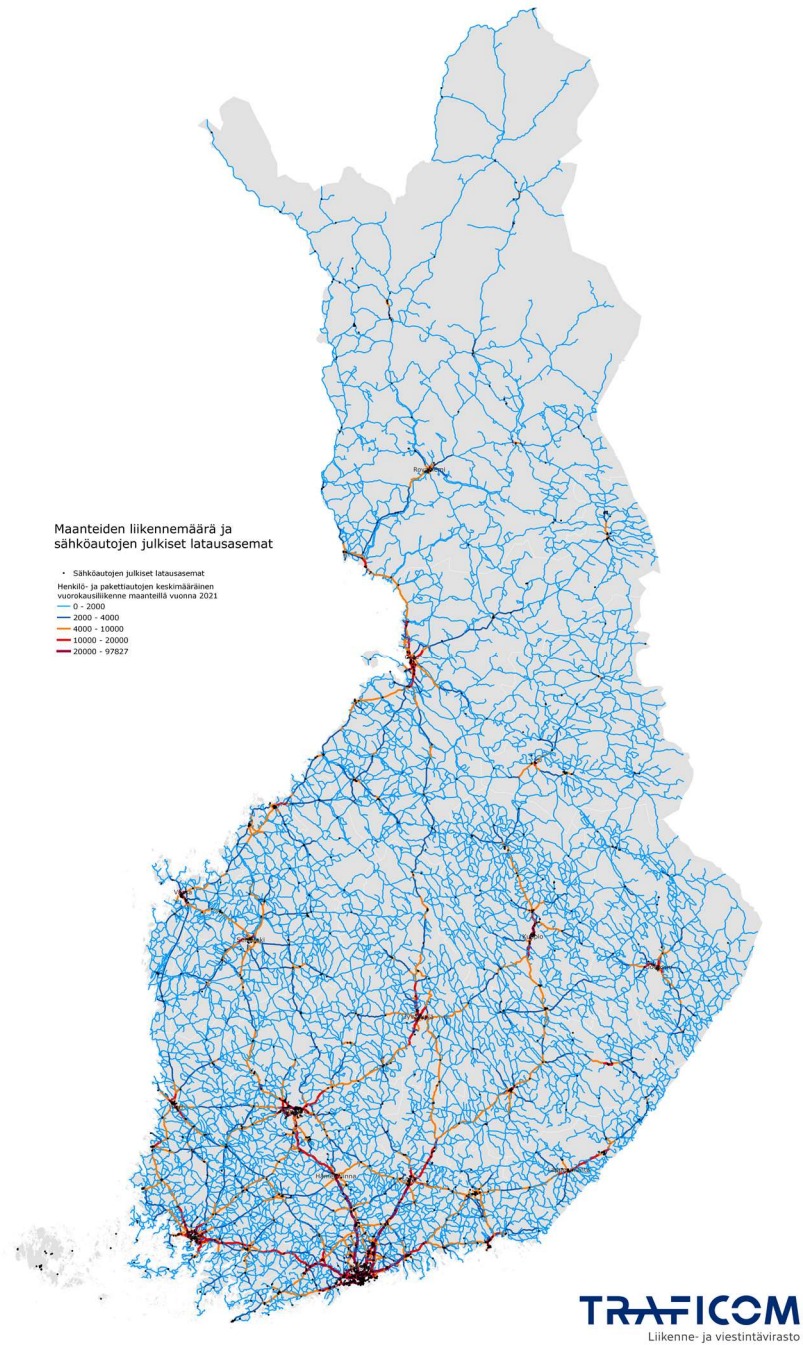 Rovaniemi
Maanteiden liikennemäärä ja
sähköautojen julkiset latausasemat
Sähköautojen julkiset latausasemat
Henkilö- ja pakettiautojen keskimääräinen
vuorokausiliikenne maanteillä vuonna 2021
0 - 2000
2000 - 4000
4000 - 10000
10000 - 20000
20000 - 97827
Kuopio
Hämeenlinna
TRAFICOM
Liikenne- ja viestintävirasto